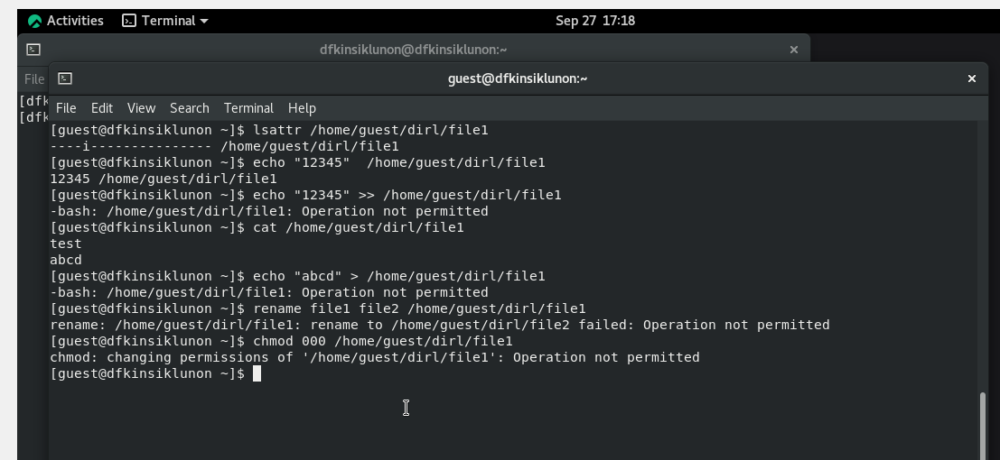 Activities Terminal Sep 27 17:18
dfkinsiklunon@dfkinsiklunon:~
guest@dfkinsiklunon:~
File
[dfk
[dfk
File Edit View Search Terminal Help
[guest@dfkinsiklunon ~]$ lsattr /home/guest/dirl/file1
----i--------------- /home/guest/dirl/file1
[guest@dfkinsiklunon ~]$ echo "12345"  /home/guest/dirl/file1
12345 /home/guest/dirl/file1
[guest@dfkinsiklunon ~]$ echo "12345" >> /home/guest/dirl/file1
-bash: /home/guest/dirl/file1: Operation not permitted
[guest@dfkinsiklunon ~]$ cat /home/guest/dirl/file1
test
abcd
[guest@dfkinsiklunon ~]$ echo "abcd" > /home/guest/dirl/file1
-bash: /home/guest/dirl/file1: Operation not permitted
[guest@dfkinsiklunon ~]$ rename file1 file2 /home/guest/dirl/file1
rename: /home/guest/dirl/file1: rename to /home/guest/dirl/file2 failed: Operation not permitted
[guest@dfkinsiklunon ~]$ chmod 000 /home/guest/dirl/file1
chmod: changing permissions of '/home/guest/dirl/file1': Operation not permitted
[guest@dfkinsiklunon ~]$